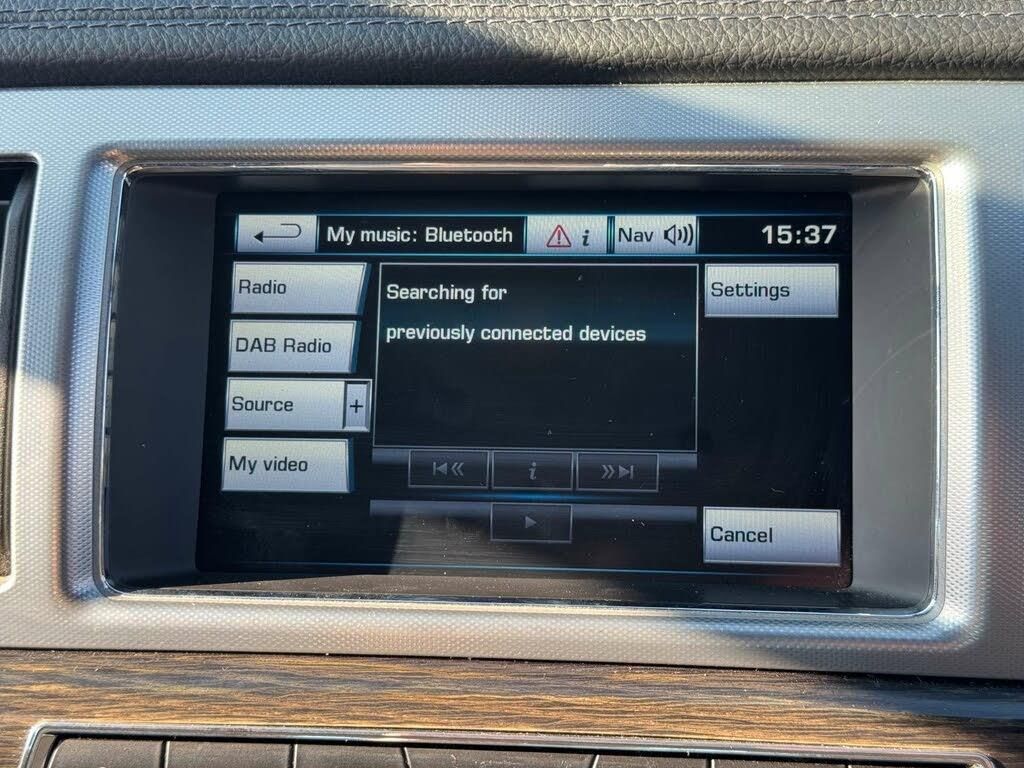 My music: Bluetooth
i
Nav
15:37
Radio
Searching for
Settings
previously connected devices
DAB Radio
Source +
My video
i
Cancel